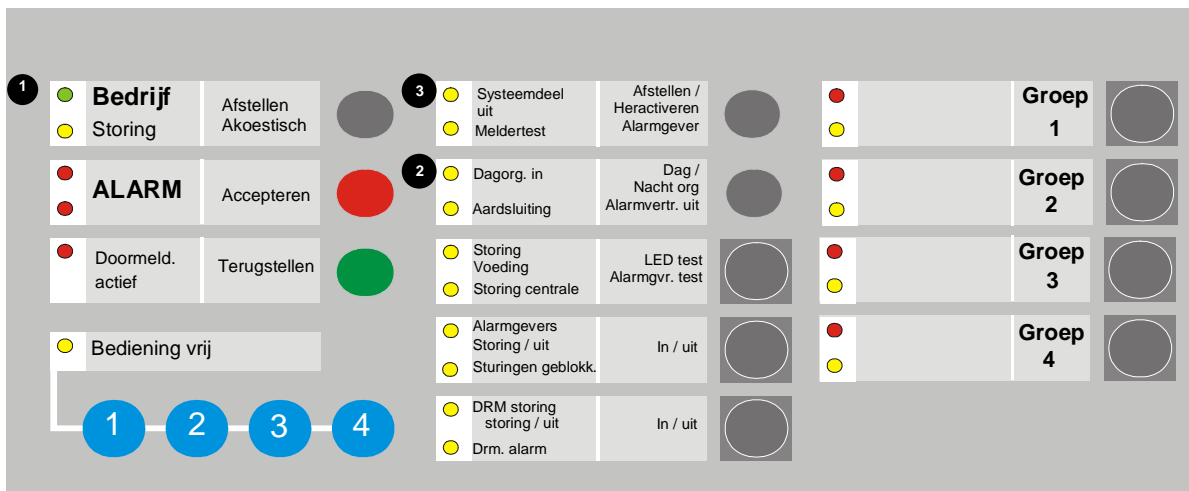 1
Bedrijf
Storing
Afstellen
Akoestisch
ALARM
Accepteren
Doormeld.
actief
Terugstellen
Bediening vrij
1 2 3 4
3
Systeemdeel
uit
Meldertest
Afstellen /
Heractiveren
Alarmgever
2
Dagorg. in
Aardsluiting
Dag /
Nacht org
Alarmvertr. uit
Storing
Voeding
Storing centrale
LED test
Alarmgvr. test
Alarmgevers
Storing / uit
Sturingen geblokk.
In / uit
DRM storing
storing / uit
Drm. alarm
In / uit
Groep
1
Groep
2
Groep
3
Groep
4